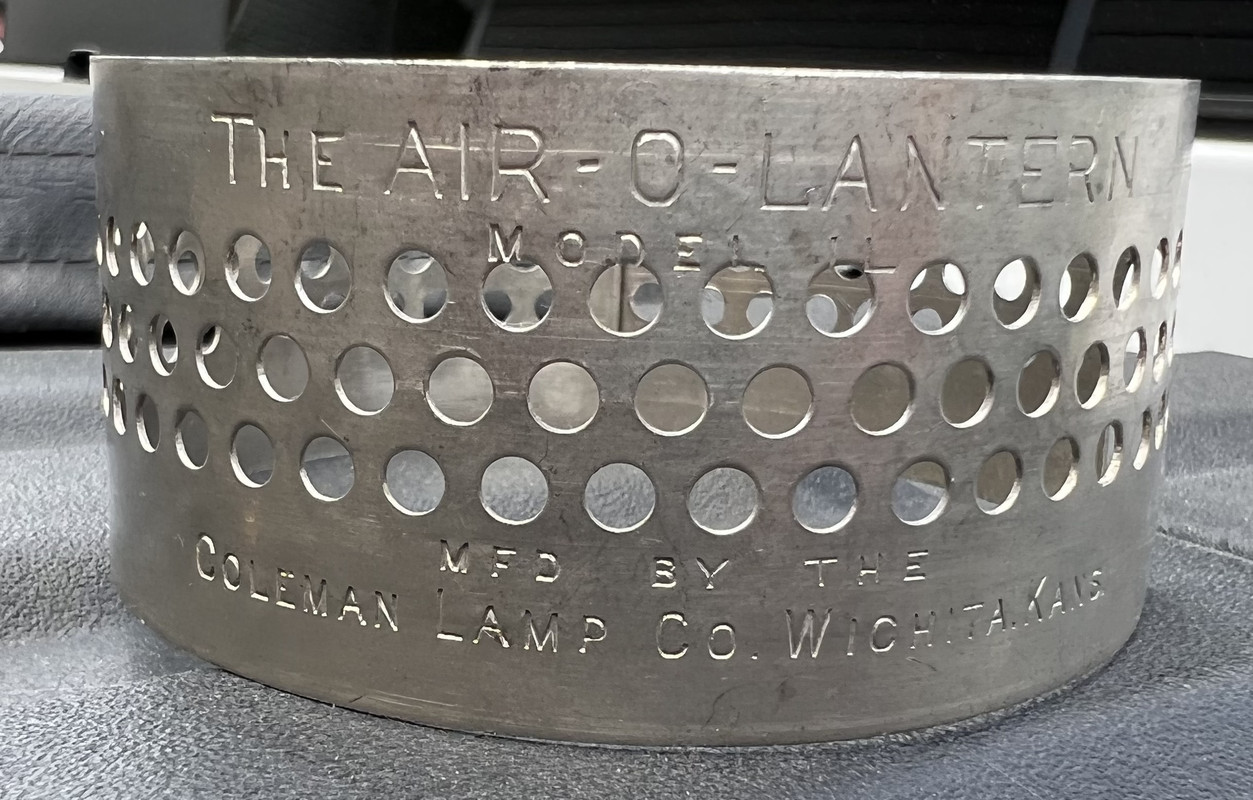 THE AIR-O-LANTERN
MODEL L
MFD BY THE
COLEMAN LAMP CO. WICHITA. KANS.